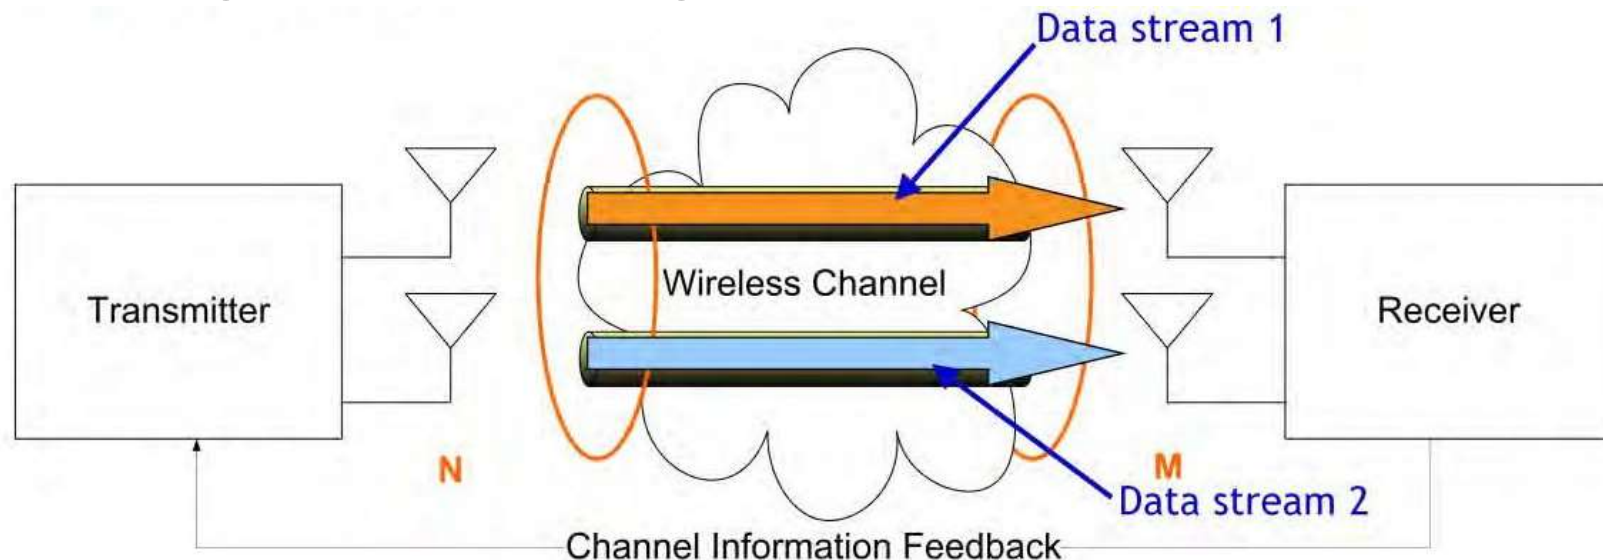 Data stream 1
Transmitter
Wireless Channel
Receiver
N
M
Data stream 2
Channel Information Feedback